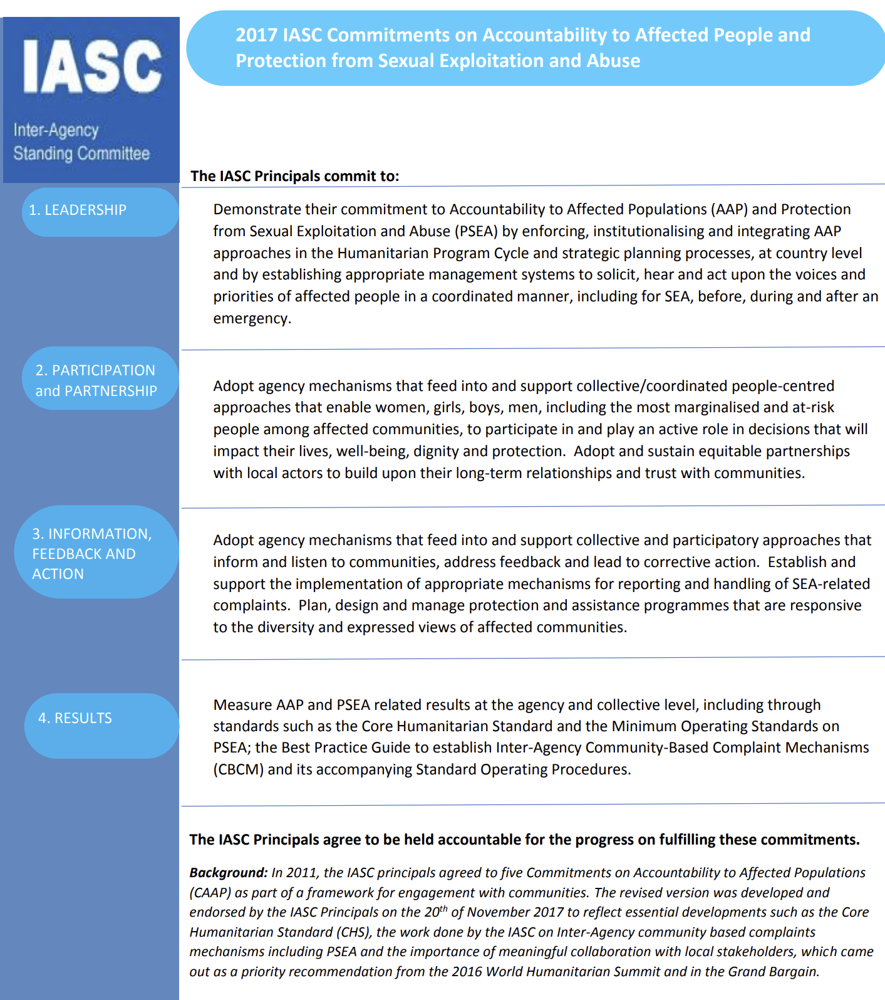 IASC
Inter-Agency
Standing Committee
2017 IASC Commitments on Accountability to Affected People and
Protection from Sexual Exploitation and Abuse
The IASC Principals commit to:
1. LEADERSHIP
Demonstrate their commitment to Accountability to Affected Populations (AAP) and Protection
from Sexual Exploitation and Abuse (PSEA) by enforcing, institutionalising and integrating AAP
approaches in the Humanitarian Program Cycle and strategic planning processes, at country level
and by establishing appropriate management systems to solicit, hear and act upon the voices and
priorities of affected people in a coordinated manner, including for SEA, before, during and after an
emergency.
2. PARTICIPATION
and PARTNERSHIP
Adopt agency mechanisms that feed into and support collective/coordinated people-centred
approaches that enable women, girls, boys, men, including the most marginalised and at-risk
people among affected communities, to participate in and play an active role in decisions that will
impact their lives, well-being, dignity and protection.  Adopt and sustain equitable partnerships
with local actors to build upon their long-term relationships and trust with communities.
3. INFORMATION,
FEEDBACK AND
ACTION
Adopt agency mechanisms that feed into and support collective and participatory approaches that
inform and listen to communities, address feedback and lead to corrective action.  Establish and
support the implementation of appropriate mechanisms for reporting and handling of SEA-related
complaints.  Plan, design and manage protection and assistance programmes that are responsive
to the diversity and expressed views of affected communities.
4. RESULTS
Measure AAP and PSEA related results at the agency and collective level, including through
standards such as the Core Humanitarian Standard and the Minimum Operating Standards on
PSEA; the Best Practice Guide to establish Inter-Agency Community-Based Complaint Mechanisms
(CBCM) and its accompanying Standard Operating Procedures.
The IASC Principals agree to be held accountable for the progress on fulfilling these commitments.
Background: In 2011, the IASC principals agreed to five Commitments on Accountability to Affected Populations
(CAAP) as part of a framework for engagement with communities. The revised version was developed and
endorsed by the IASC Principals on the 20th of November 2017 to reflect essential developments such as the Core
Humanitarian Standard (CHS), the work done by the IASC on Inter-Agency community based complaints
mechanisms including PSEA and the importance of meaningful collaboration with local stakeholders, which came
out as a priority recommendation from the 2016 World Humanitarian Summit and in the Grand Bargain.